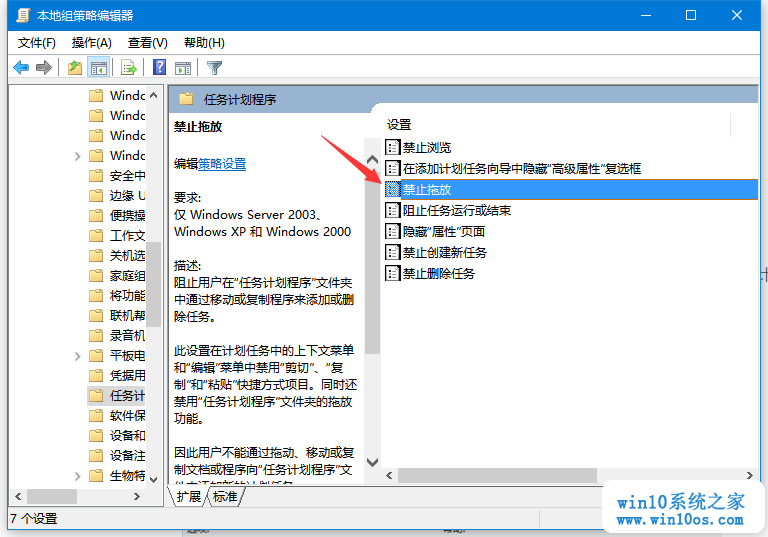 本地组策略编辑器
文件(F) 操作(A) 查看(V) 帮助(H)
Windo
Windo
Windo
Windo
安全中
边缘 U
便携操
工作文
关机选
家庭组
将功能
联机帮
录音机
平板电
凭据用
任务计
软件保
设备和
设备注
生物特
任务计划程序
禁止拖放
编辑策略设置
要求:
仅 Windows Server 2003、
Windows XP 和 Windows 2000
描述:
阻止用户在“任务计划程序”文件夹
中通过移动或复制程序来添加或删
除任务。
此设置在计划任务中的上下文菜单
和“编辑”菜单中禁用“剪切”、“复
制”和“粘贴”快捷方式项目。同时还
禁用“任务计划程序”文件夹的拖放
功能。
因此用户不能通过拖动、移动或复
制文档或程序向“任务计划程序”文
设置
禁止浏览
在添加计划任务向导中隐藏“高级属性”复选框
禁止拖放
阻止任务运行或结束
隐藏“属性”页面
禁止创建新任务
禁止删除任务
扩展 标准
7 个设置
win10系统之家
www.win10os.com